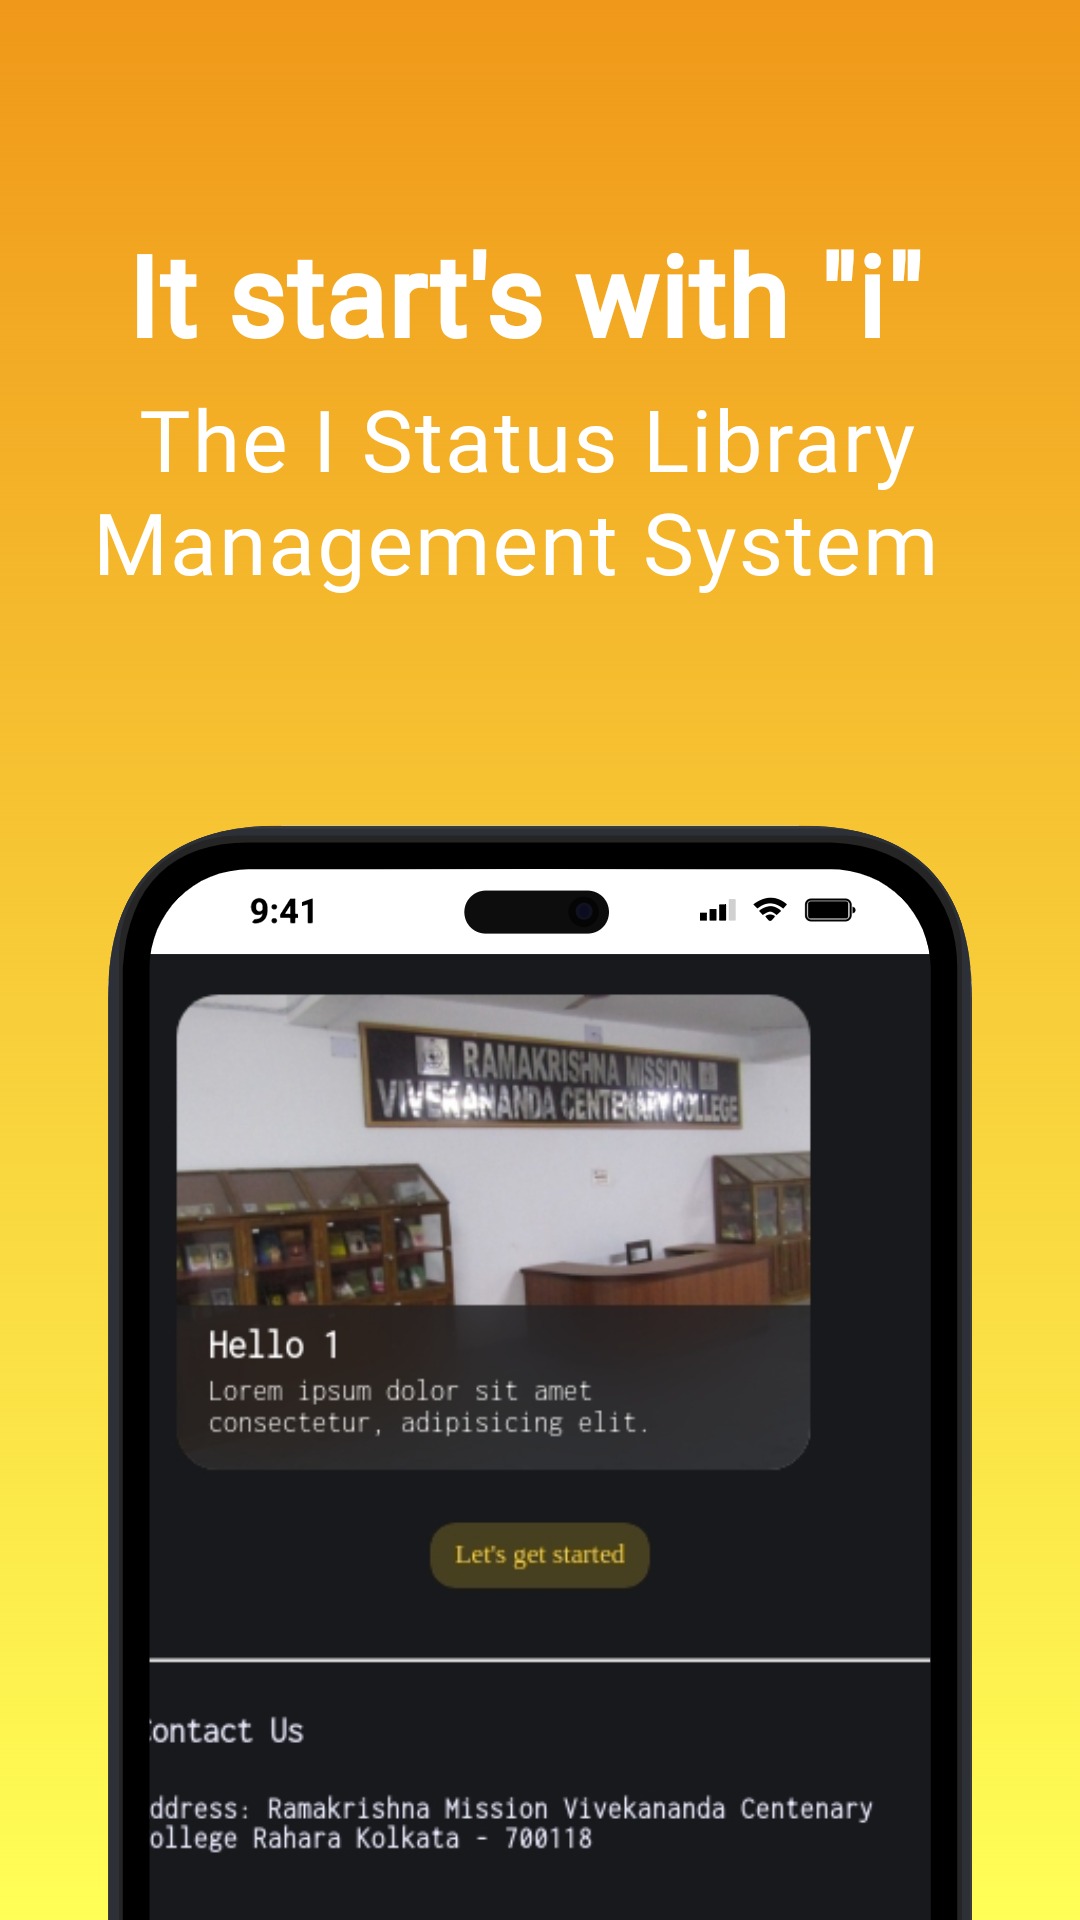 It start's with "i"
The I Status Library
Management System
9:41
RAMAKRISHNA MISSION
VIVEKANANDA CENTENARY COLLEGE
Hello 1
Lorem ipsum dolor sit amet
consectetur, adipisicing elit.
Let's get started
ontact Us
ddress: Ramakrishna Mission Vivekananda Centenary
ollege Rahara Kolkata - 700118